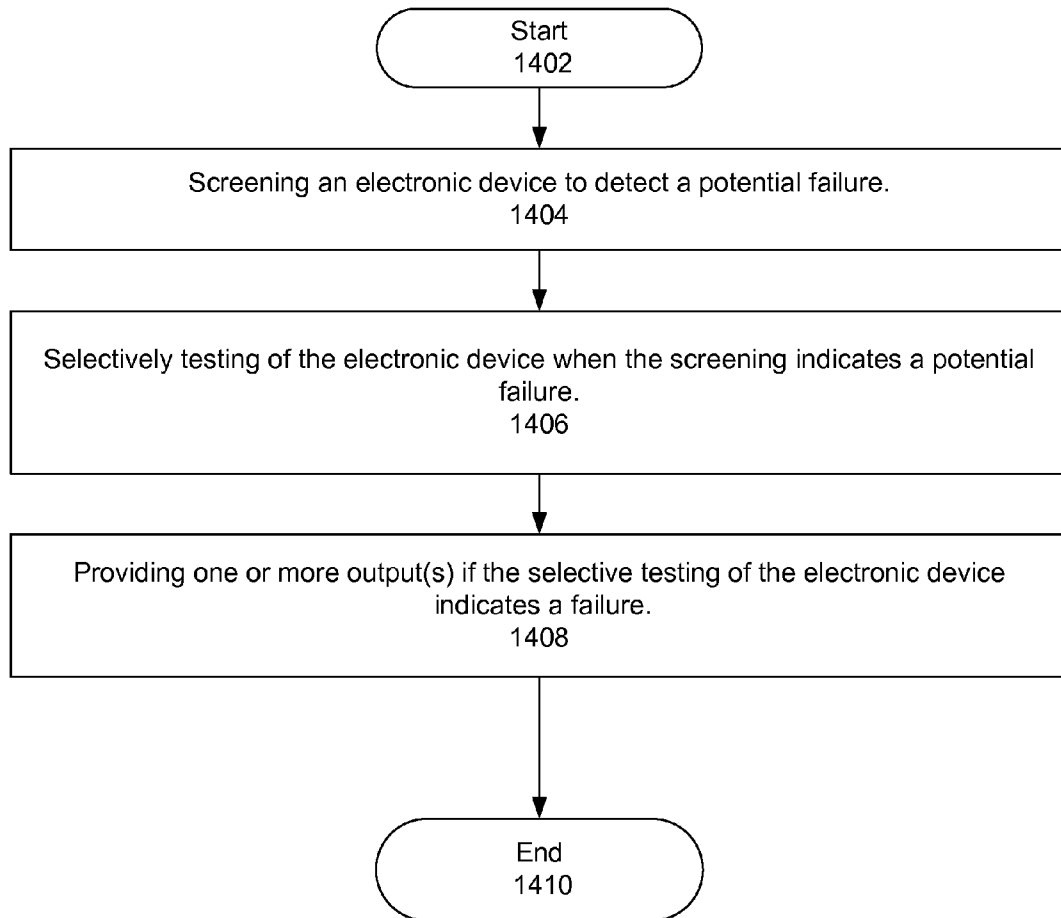 Start
1402
Screening an electronic device to detect a potential failure.
1404
Selectively testing of the electronic device when the screening indicates a potential
failure.
1406
Providing one or more output(s) if the selective testing of the electronic device
indicates a failure.
1408
End
1410